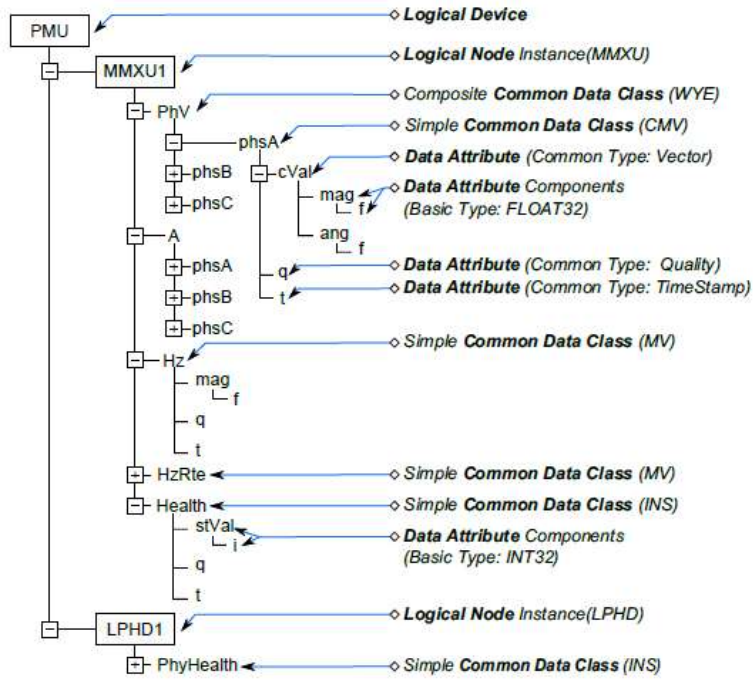 PMU
Logical Device
MMXU1
Logical Node Instance(MMXU)
PhV
Composite Common Data Class (WYE)
phsA
Simple Common Data Class (CMV)
phsB
cVal
Data Attribute (Common Type: Vector)
phsC
mag
f
Data Attribute Components
(Basic Type: FLOAT32)
A
ang
f
phsA
q
Data Attribute (Common Type: Quality)
phsB
t
Data Attribute (Common Type: TimeStamp)
phsC
Hz
Simple Common Data Class (MV)
mag
f
q
t
HzRte
Simple Common Data Class (MV)
Health
Simple Common Data Class (INS)
stVal
i
Data Attribute Components
(Basic Type: INT32)
q
t
LPHD1
Logical Node Instance(LPHD)
PhyHealth
Simple Common Data Class (INS)